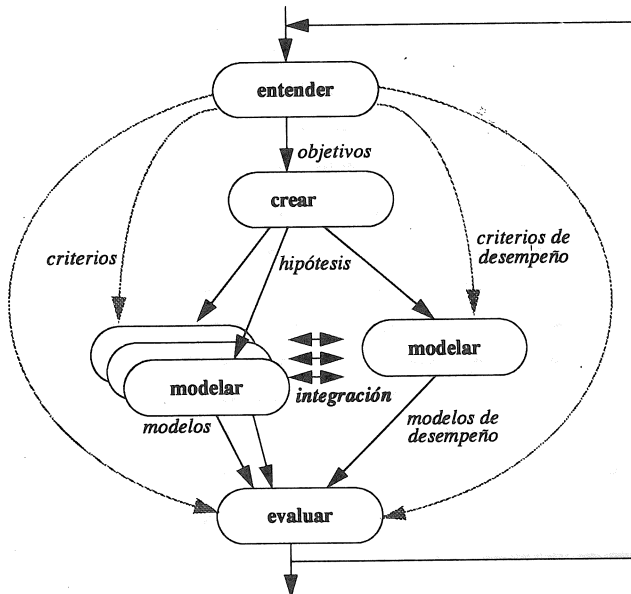 entender
objetivos
crear
criterios
hipótesis
criterios de
desempeño
modelar
modelar
integración
modelos
modelos de
desempeño
evaluar